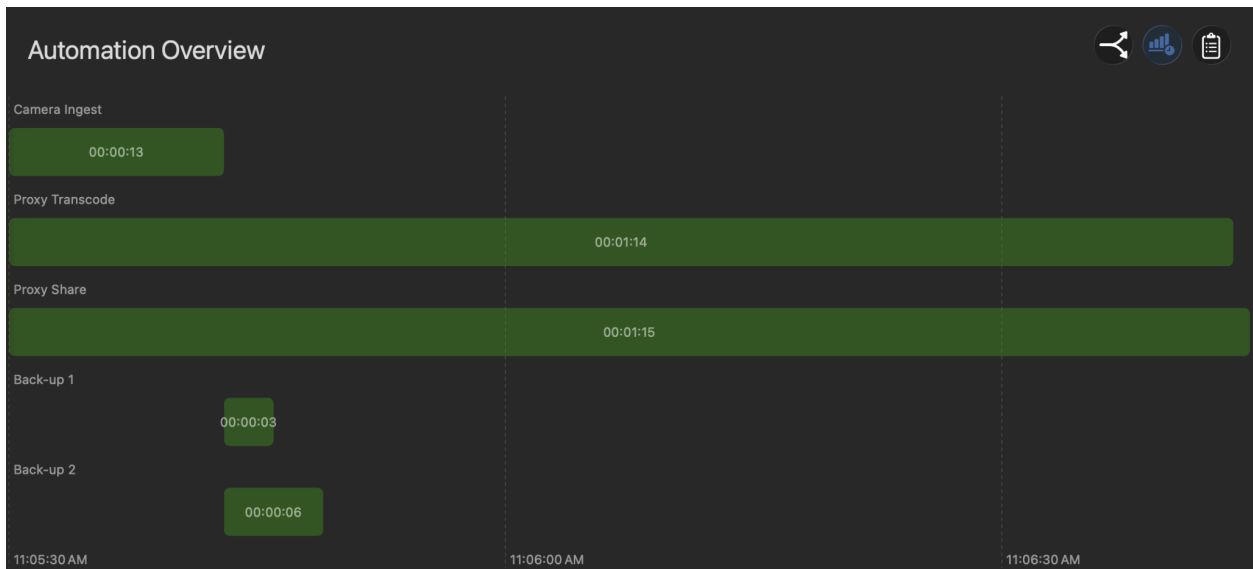 Automation Overview
Camera Ingest
00:00:13
Proxy Transcode
00:01:14
Proxy Share
00:01:15
Back-up 1
00:00:03
Back-up 2
00:00:06
11:05:30 AM
11:06:00 AM
11:06:30 AM